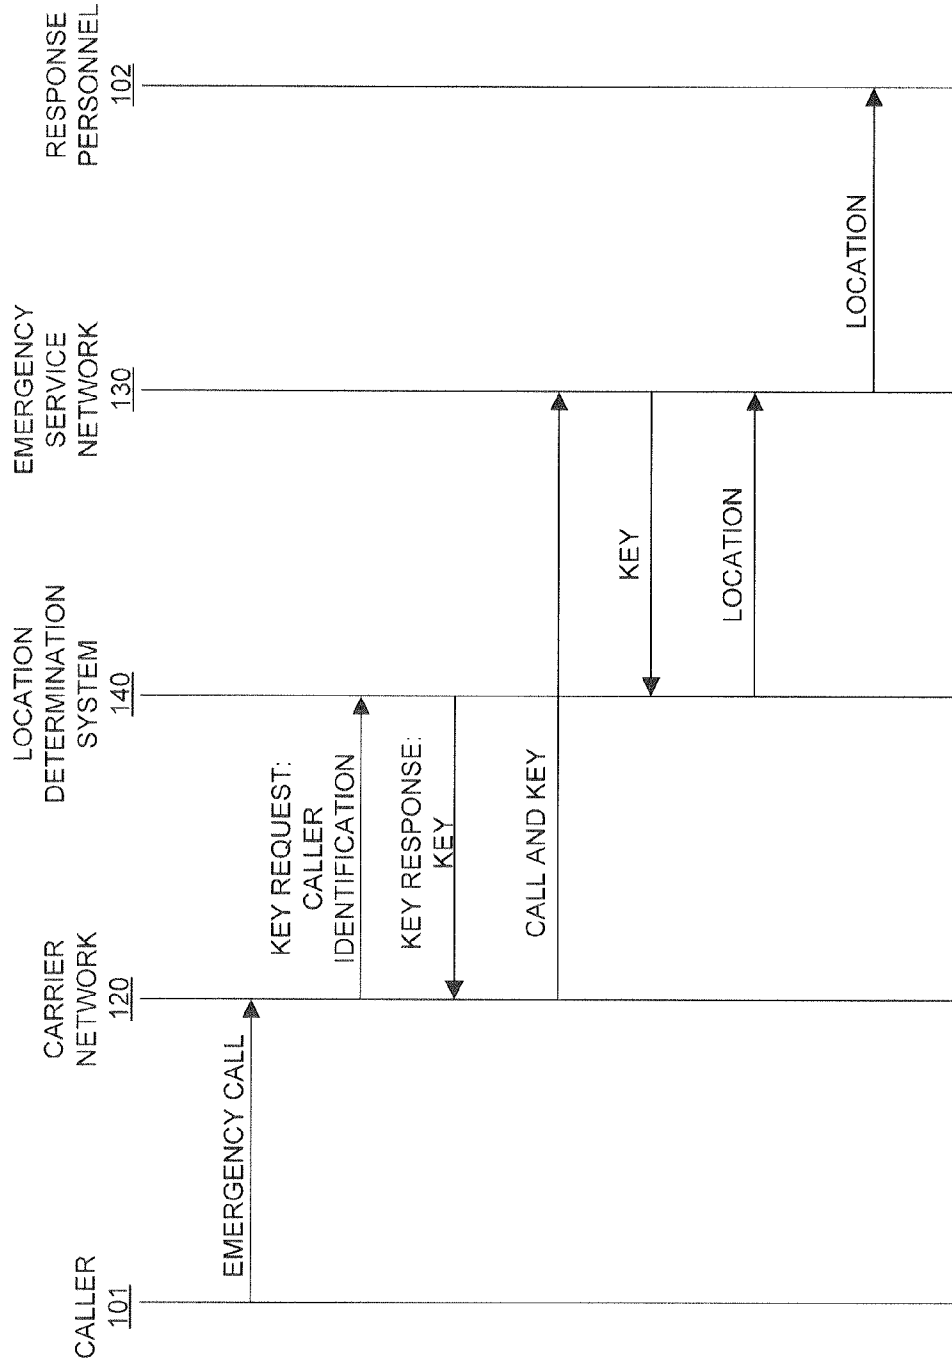 CALLER
101
CARRIER
NETWORK
120
LOCATION
DETERMINATION
SYSTEM
140
EMERGENCY
SERVICE
NETWORK
130
RESPONSE
PERSONNEL
102
EMERGENCY CALL
KEY REQUEST:
CALLER
IDENTIFICATION
KEY RESPONSE:
KEY
CALL AND KEY
KEY
LOCATION
LOCATION